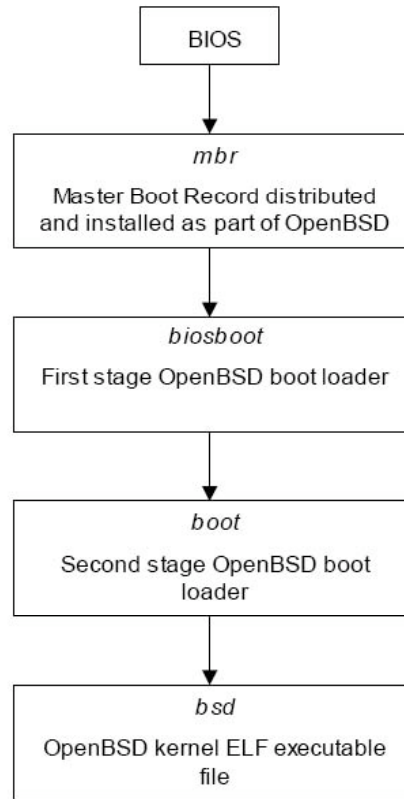 BIOS
mbr
Master Boot Record distributed
and installed as part of OpenBSD
biosboot
First stage OpenBSD boot loader
boot
Second stage OpenBSD boot
loader
bsd
OpenBSD kernel ELF executable
file